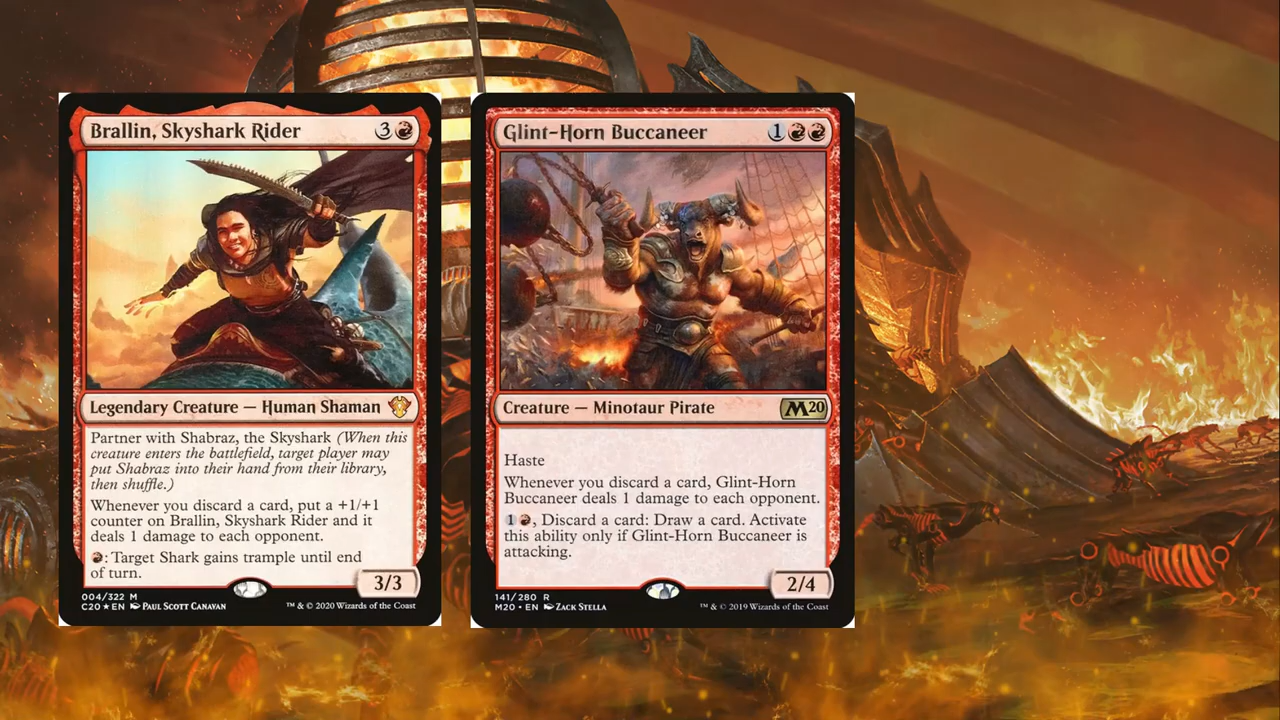 Brallin, Skyshark Rider
3
Legendary Creature — Human Shaman
Partner with Shabraz, the Skyshark (When this
creature enters the battlefield, target player may
put Shabraz into their hand from their library,
then shuffle.)
Whenever you discard a card, put a +1/+1
counter on Brallin, Skyshark Rider and it
deals 1 damage to each opponent.
: Target Shark gains trample until end
of turn.
3/3
004/322 M
C20 ★ EN Paul Scott Canavan
™ & © 2020 Wizards of the Coast
Glint-Horn Buccaneer
1
Creature — Minotaur Pirate
M20
Haste
Whenever you discard a card, Glint-Horn
Buccaneer deals 1 damage to each opponent.
1 , Discard a card: Draw a card. Activate
this ability only if Glint-Horn Buccaneer is
attacking.
2/4
141/280 R
M20 • EN Zack Stella
™ & © 2019 Wizards of the Coast